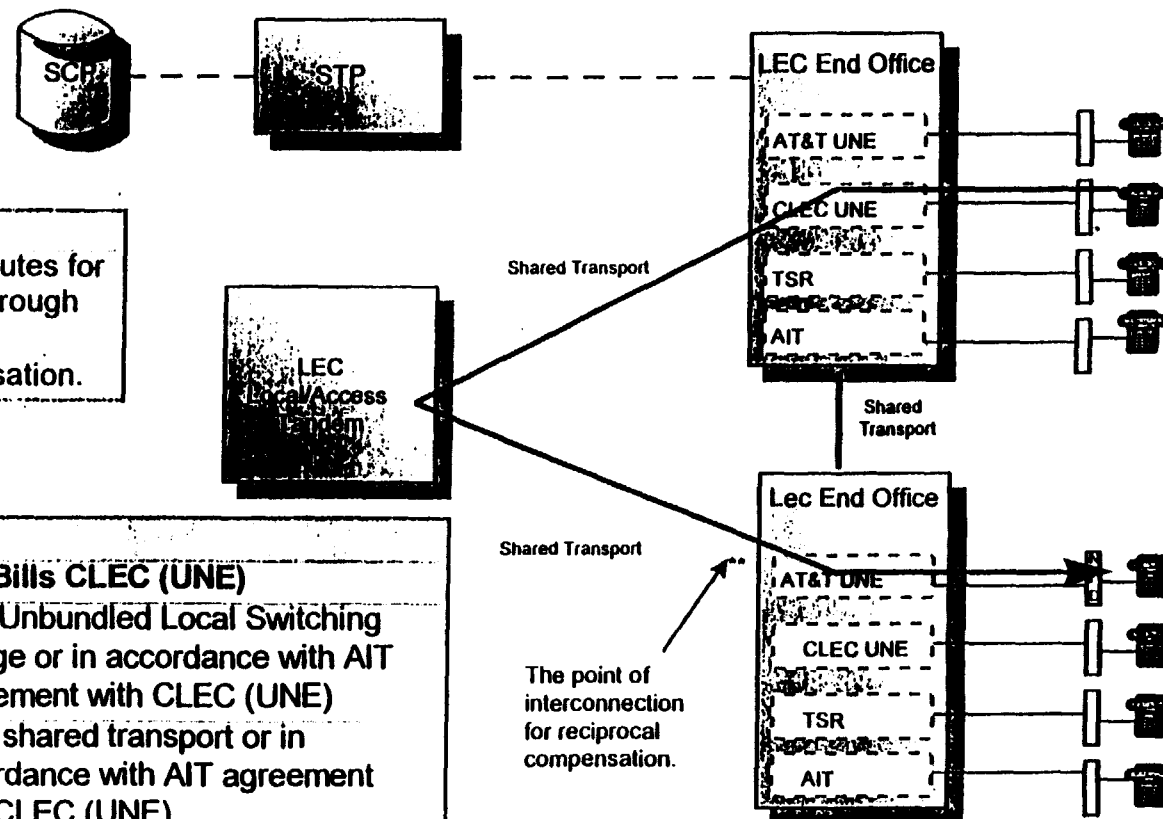 SCP
STP
LEC End Office
AT&T UNE
CLEC UNE
TSR
AIT
utes for
rough
sation.
Shared Transport
LEC
Local/Access
Tandem
Shared
Transport
Lec End Office
Shared Transport
**
AT&T UNE
CLEC UNE
TSR
AIT
The point of
interconnection
for reciprocal
compensation.
Bills CLEC (UNE)
Unbundled Local Switching
ge or in accordance with AIT
ement with CLEC (UNE)
shared transport or in
rdance with AIT agreement
CLEC (UNE)